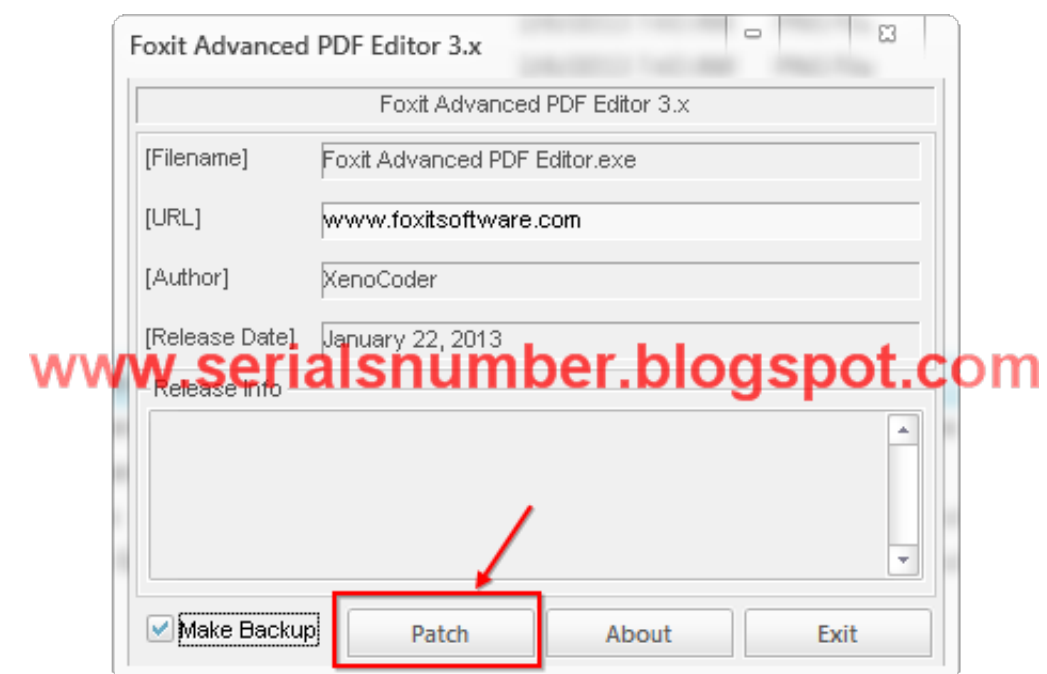 Foxit Advanced PDF Editor 3.x
Foxit Advanced PDF Editor 3.x
[Filename] Foxit Advanced PDF Editor.exe
[URL] www.foxitsoftware.com
[Author] XenoCoder
[Release Date] January 22, 2013
www.serialsnumber.blogspot.com
Release Info
Make Backup Patch About Exit